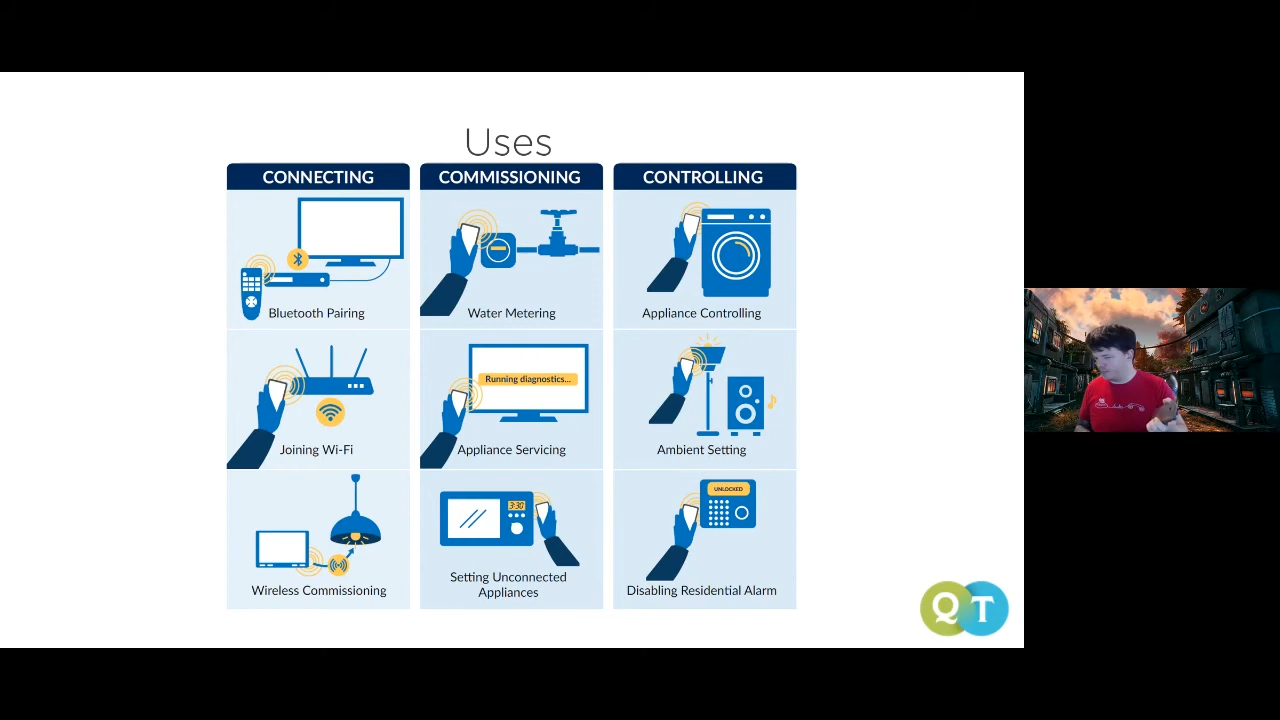 Uses
CONNECTING
COMMISSIONING
CONTROLLING
Bluetooth Pairing
Water Metering
Appliance Controlling
Joining Wi-Fi
Running diagnostics...
Appliance Servicing
Ambient Setting
Wireless Commissioning
3:30
Setting Unconnected
Appliances
UNLOCKED
Disabling Residential Alarm
QT